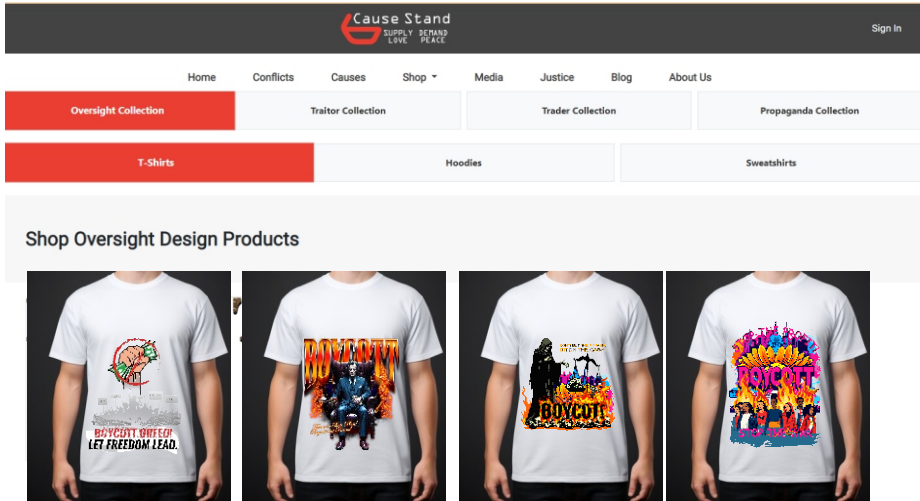 Cause Stand
SUPPLY DEMAND
LOVE PEACE
Sign In
Home Conflicts Causes Shop Media Justice Blog About Us
Oversight Collection Traitor Collection Trader Collection Propaganda Collection
T-Shirts Hoodies Sweatshirts
Shop Oversight Design Products
BOYCOTT
LET FREEDOM LEAD.
BOYCOTT
BOYCOTT
BOYCOTT